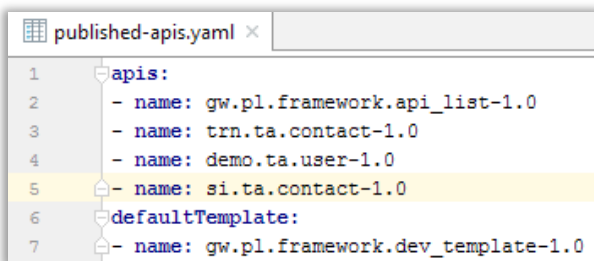 published-apis.yaml ×
1 apis:
2 - name: gw.pl.framework.api_list-1.0
3 - name: trn.ta.contact-1.0
4 - name: demo.ta.user-1.0
5 - name: si.ta.contact-1.0
6 defaultTemplate:
7 - name: gw.pl.framework.dev_template-1.0